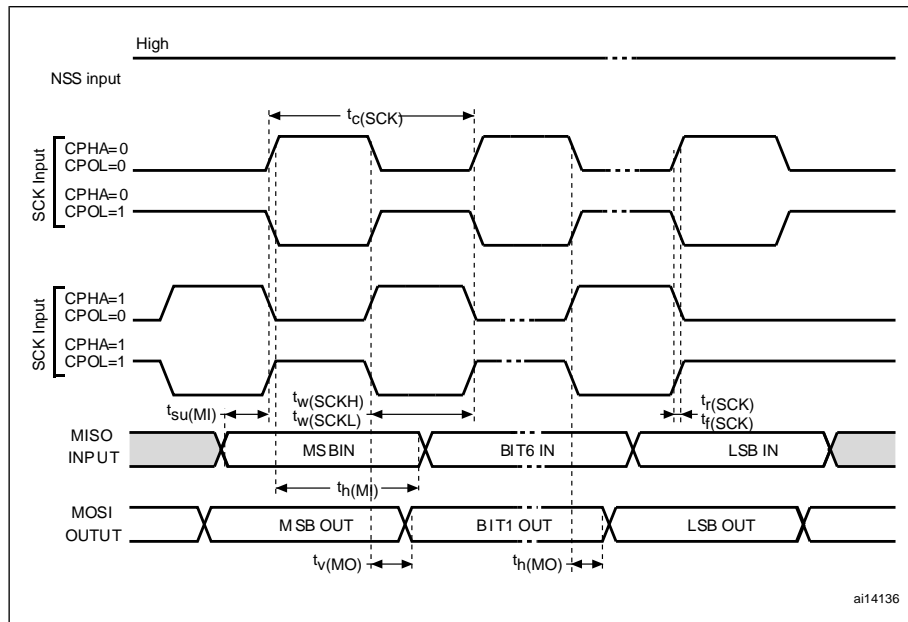 High
NSS input
tc(SCK)
SCK Input
CPHA=0
CPOL=0
CPHA=0
CPOL=1
SCK Input
CPHA=1
CPOL=0
CPHA=1
CPOL=1
tsu(MI)
tw(SCKH)
tw(SCKL)
tr(SCK)
tf(SCK)
MISO
INPUT
MSBIN
BIT6 IN
LSB IN
th(MI)
MOSI
OUTUT
MSB OUT
BIT1 OUT
LSB OUT
tv(MO)
th(MO)
ai14136